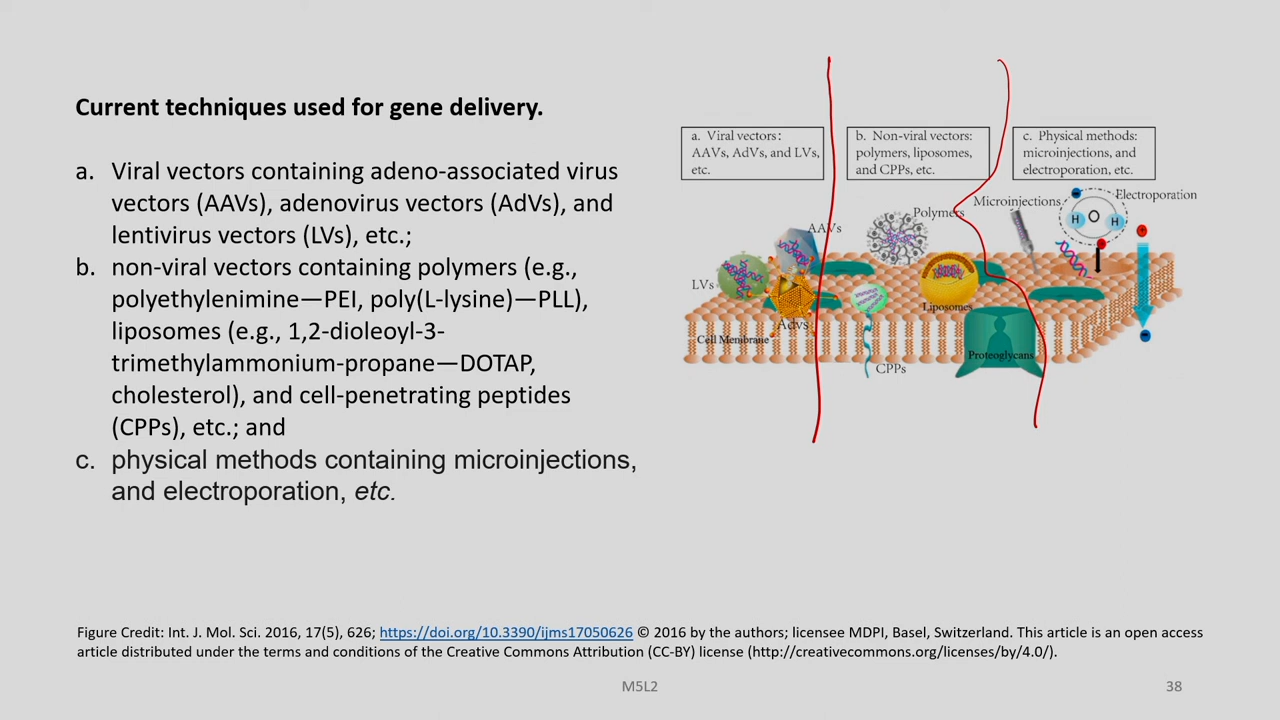 Current techniques used for gene delivery.
a. Viral vectors containing adeno-associated virus
vectors (AAVs), adenovirus vectors (AdVs), and
lentivirus vectors (LVs), etc.;
b. non-viral vectors containing polymers (e.g.,
polyethylenimine—PEI, poly(L-lysine)—PLL),
liposomes (e.g., 1,2-dioleoyl-3-
trimethylammonium-propane—DOTAP,
cholesterol), and cell-penetrating peptides
(CPPs), etc.; and
c. physical methods containing microinjections,
and electroporation, etc.
a. Viral vectors:
AAVs, AdVs, and LVs,
etc.
b. Non-viral vectors:
polymers, liposomes,
and CPPs, etc.
c. Physical methods:
microinjections, and
electroporation, etc.
Microinjections
Electroporation
Polymers
AAVs
H O H
LVs
Liposomes
Advs
Cell Membrane
Proteoglycans
CPPs
Figure Credit: Int. J. Mol. Sci. 2016, 17(5), 626; https://doi.org/10.3390/ijms17050626 © 2016 by the authors; licensee MDPI, Basel, Switzerland. This article is an open access
article distributed under the terms and conditions of the Creative Commons Attribution (CC-BY) license (http://creativecommons.org/licenses/by/4.0/).
M5L2
38